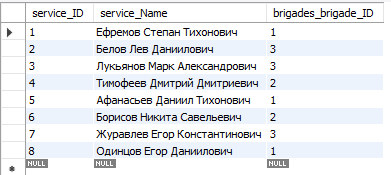 service_ID service_Name brigades_brigade_ID
1 Ефремов Степан Тихонович 1
2 Белов Лев Даниилович 3
3 Лукьянов Марк Александрович 3
4 Тимофеев Дмитрий Дмитриевич 2
5 Афанасьев Даниил Тихонович 1
6 Борисов Никита Савельевич 2
7 Журавлев Егор Константинович 3
8 Одинцов Егор Даниилович 1
NULL NULL NULL